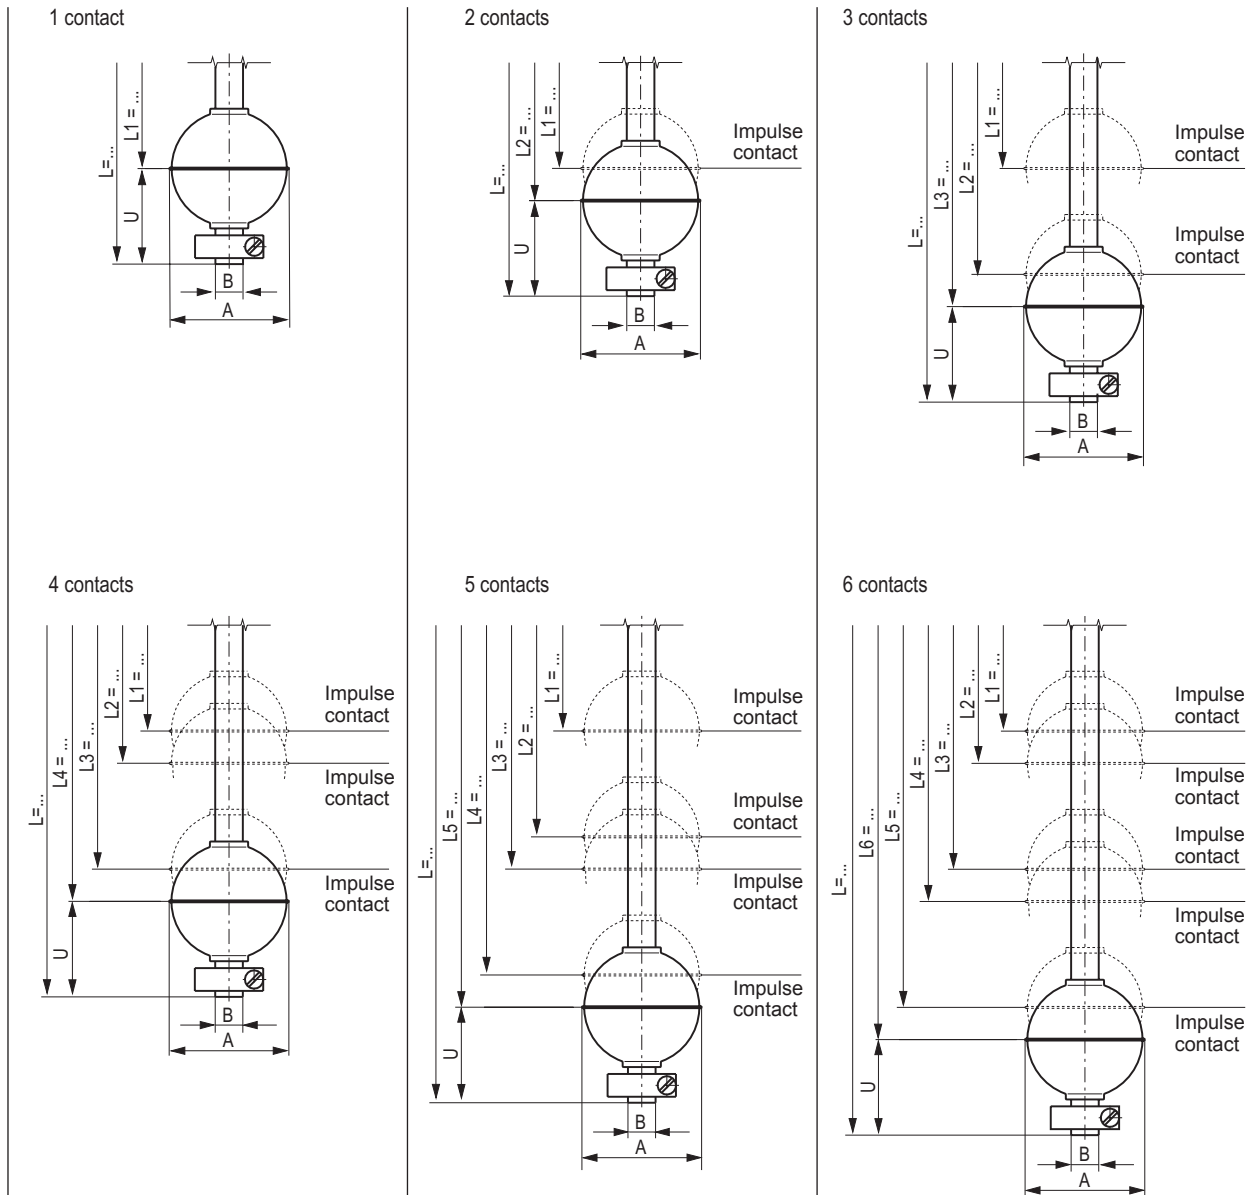 1 contact
L=...
L1 = ...
U
B
A
2 contacts
L=...
L2 = ...
L1 = ...
Impulse
contact
U
B
A
3 contacts
L=...
L3 = ...
L2 = ...
L1 = ...
Impulse
contact
Impulse
contact
U
B
A
4 contacts
L=...
L4 = ...
L3 = ...
L2 = ...
L1 = ...
Impulse
contact
Impulse
contact
Impulse
contact
U
B
A
5 contacts
L=...
L5 = ...
L4 = ...
L3 = ...
L2 = ...
L1 = ...
Impulse
contact
Impulse
contact
Impulse
contact
Impulse
contact
U
B
A
6 contacts
L=...
L6 = ...
L5 = ...
L4 = ...
L3 = ...
L2 = ...
L1 = ...
Impulse
contact
Impulse
contact
Impulse
contact
Impulse
contact
Impulse
contact
U
B
A